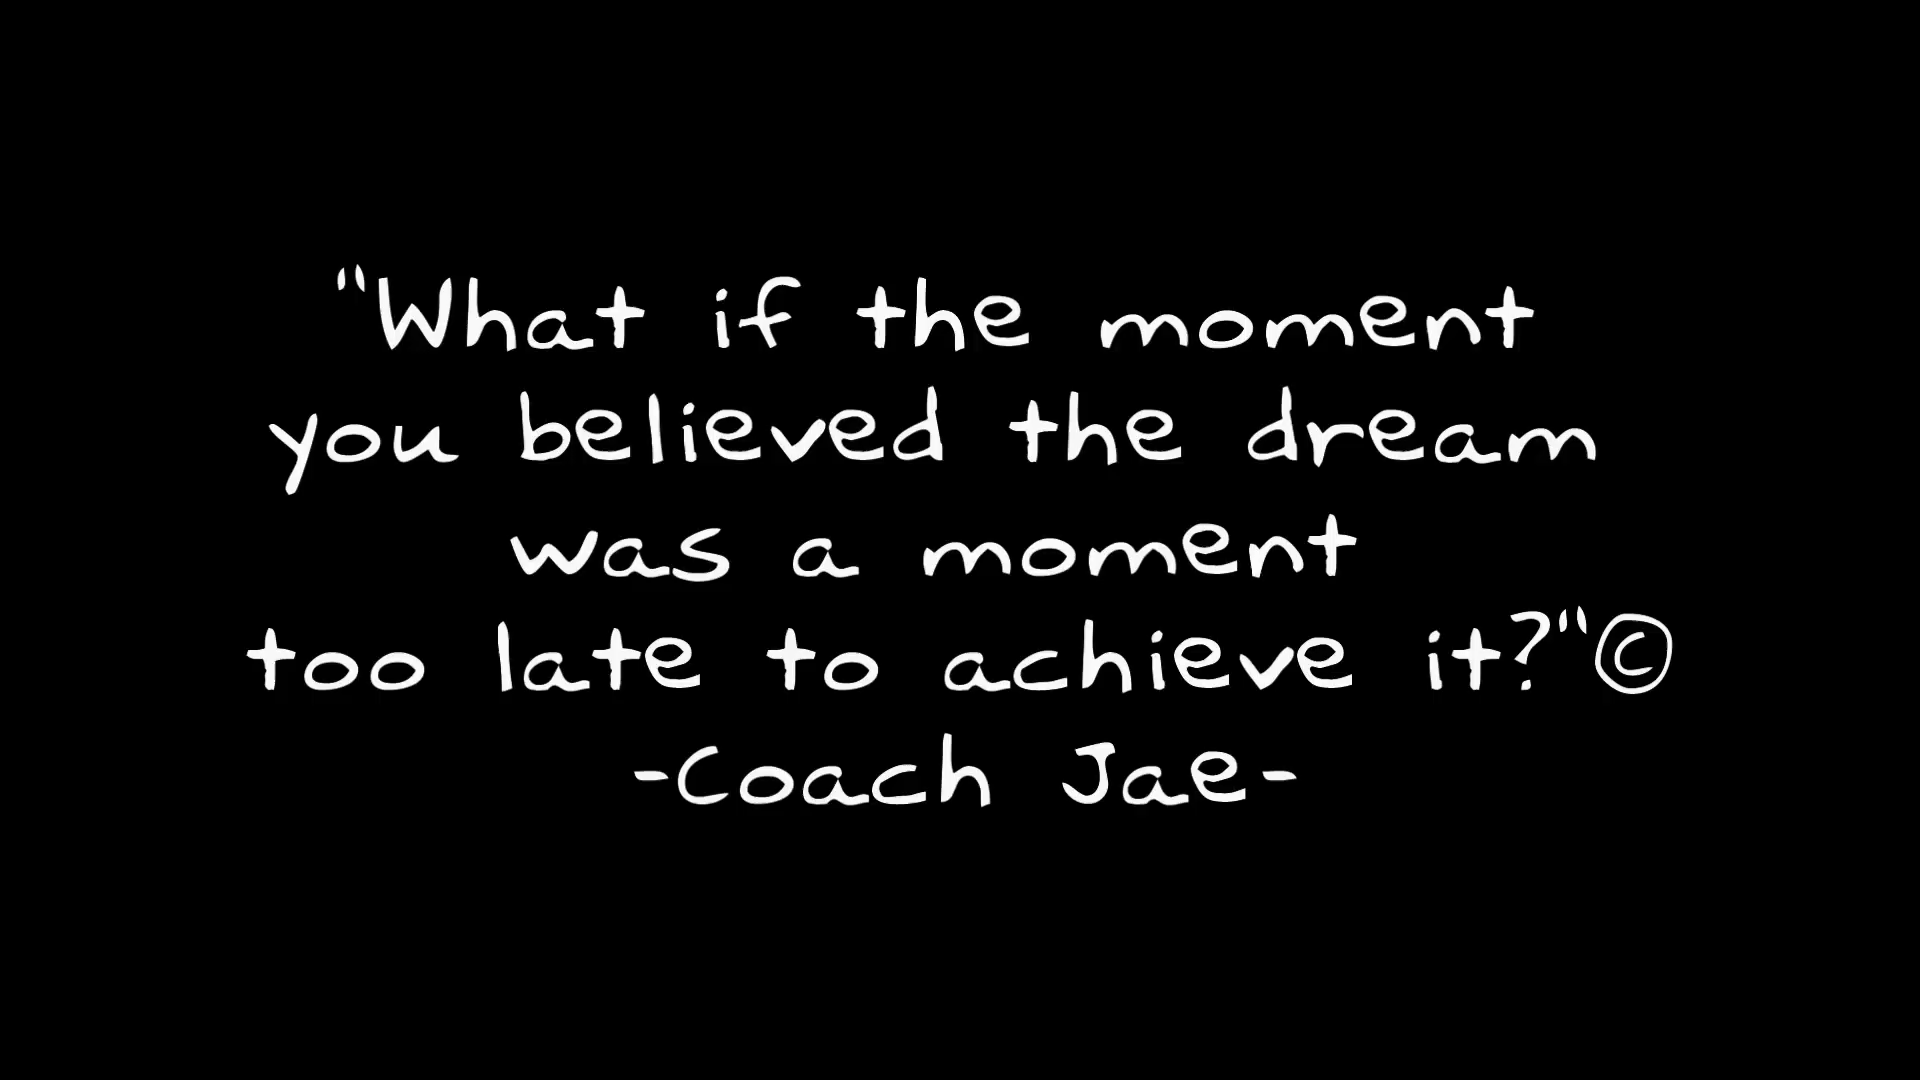 "What if the moment
you believed the dream
was a moment
too late to achieve it?"©
-Coach Jae-